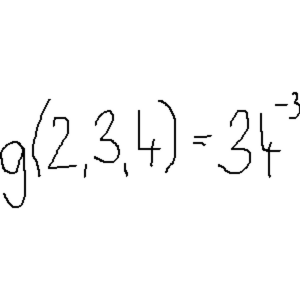 g(2,3,4) = 34⁻³